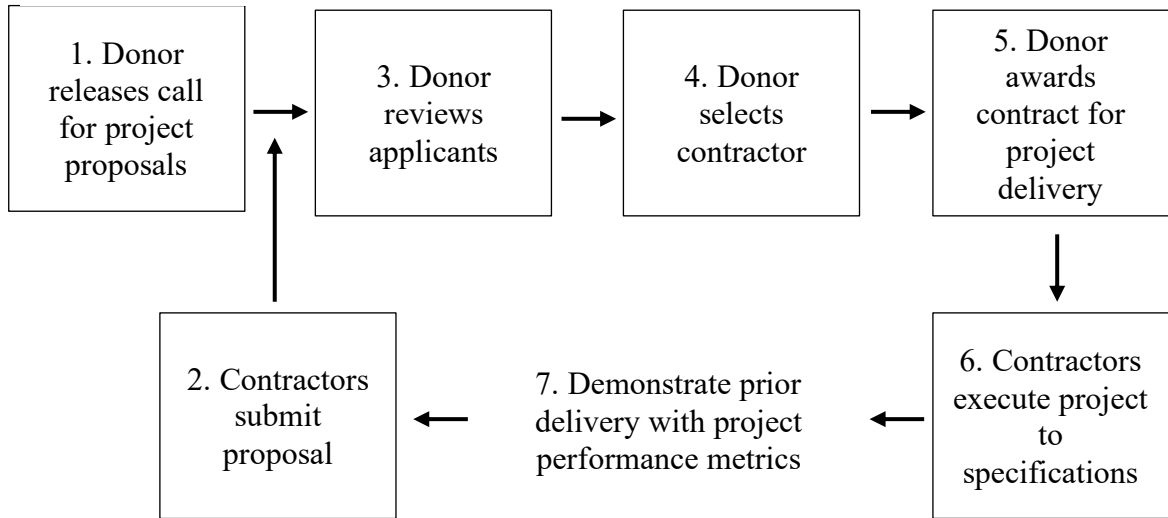 1. Donor
releases call
for project
proposals
3. Donor
reviews
applicants
4. Donor
selects
contractor
5. Donor
awards
contract for
project
delivery
2. Contractors
submit
proposal
7. Demonstrate prior
delivery with project
performance metrics
6. Contractors
execute project
to
specifications